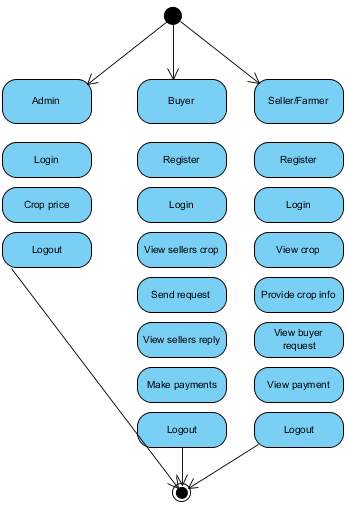 Admin
Buyer
Seller/Farmer
Login
Register
Register
Crop price
Login
Login
Logout
View sellers crop
View crop
Send request
Provide crop info
View sellers reply
View buyer
request
Make payments
View payment
Logout
Logout